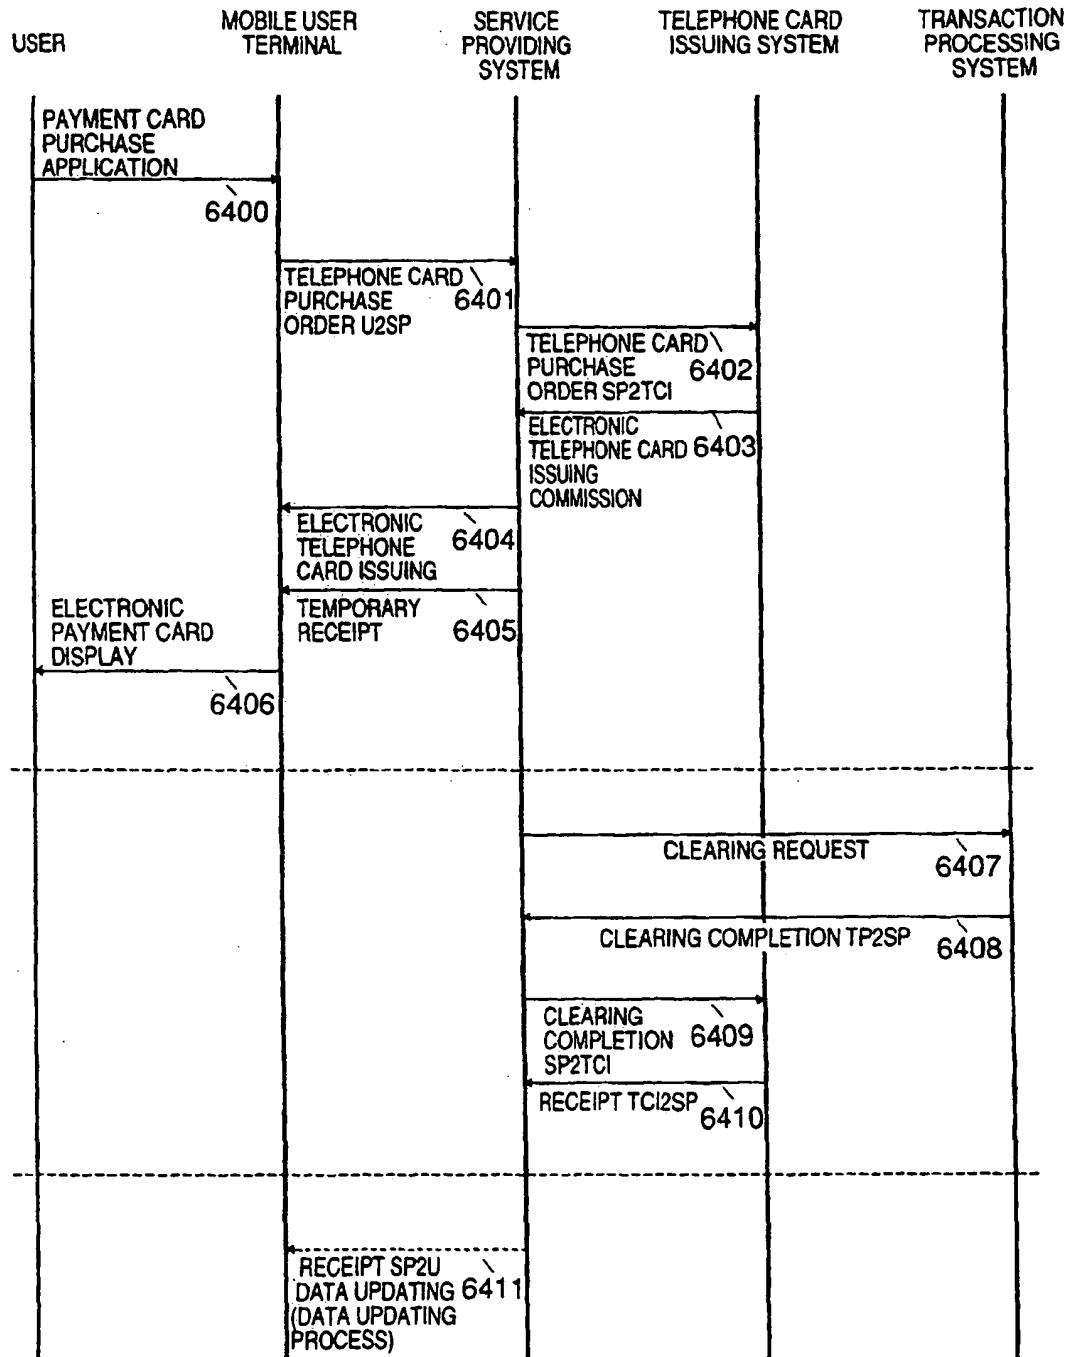 USER
MOBILE USER
TERMINAL
SERVICE
PROVIDING
SYSTEM
TELEPHONE CARD
ISSUING SYSTEM
TRANSACTION
PROCESSING
SYSTEM
PAYMENT CARD
PURCHASE
APPLICATION
6400
TELEPHONE CARD
PURCHASE
ORDER U2SP
6401
TELEPHONE CARD
PURCHASE
ORDER SP2TCI
6402
ELECTRONIC
TELEPHONE CARD
ISSUING
COMMISSION
6403
ELECTRONIC
TELEPHONE
CARD ISSUING
6404
TEMPORARY
RECEIPT
6405
ELECTRONIC
PAYMENT CARD
DISPLAY
6406
CLEARING REQUEST
6407
CLEARING COMPLETION TP2SP
6408
CLEARING
COMPLETION
SP2TCI
6409
RECEIPT TCI2SP
6410
RECEIPT SP2U
DATA UPDATING
(DATA UPDATING
PROCESS)
6411